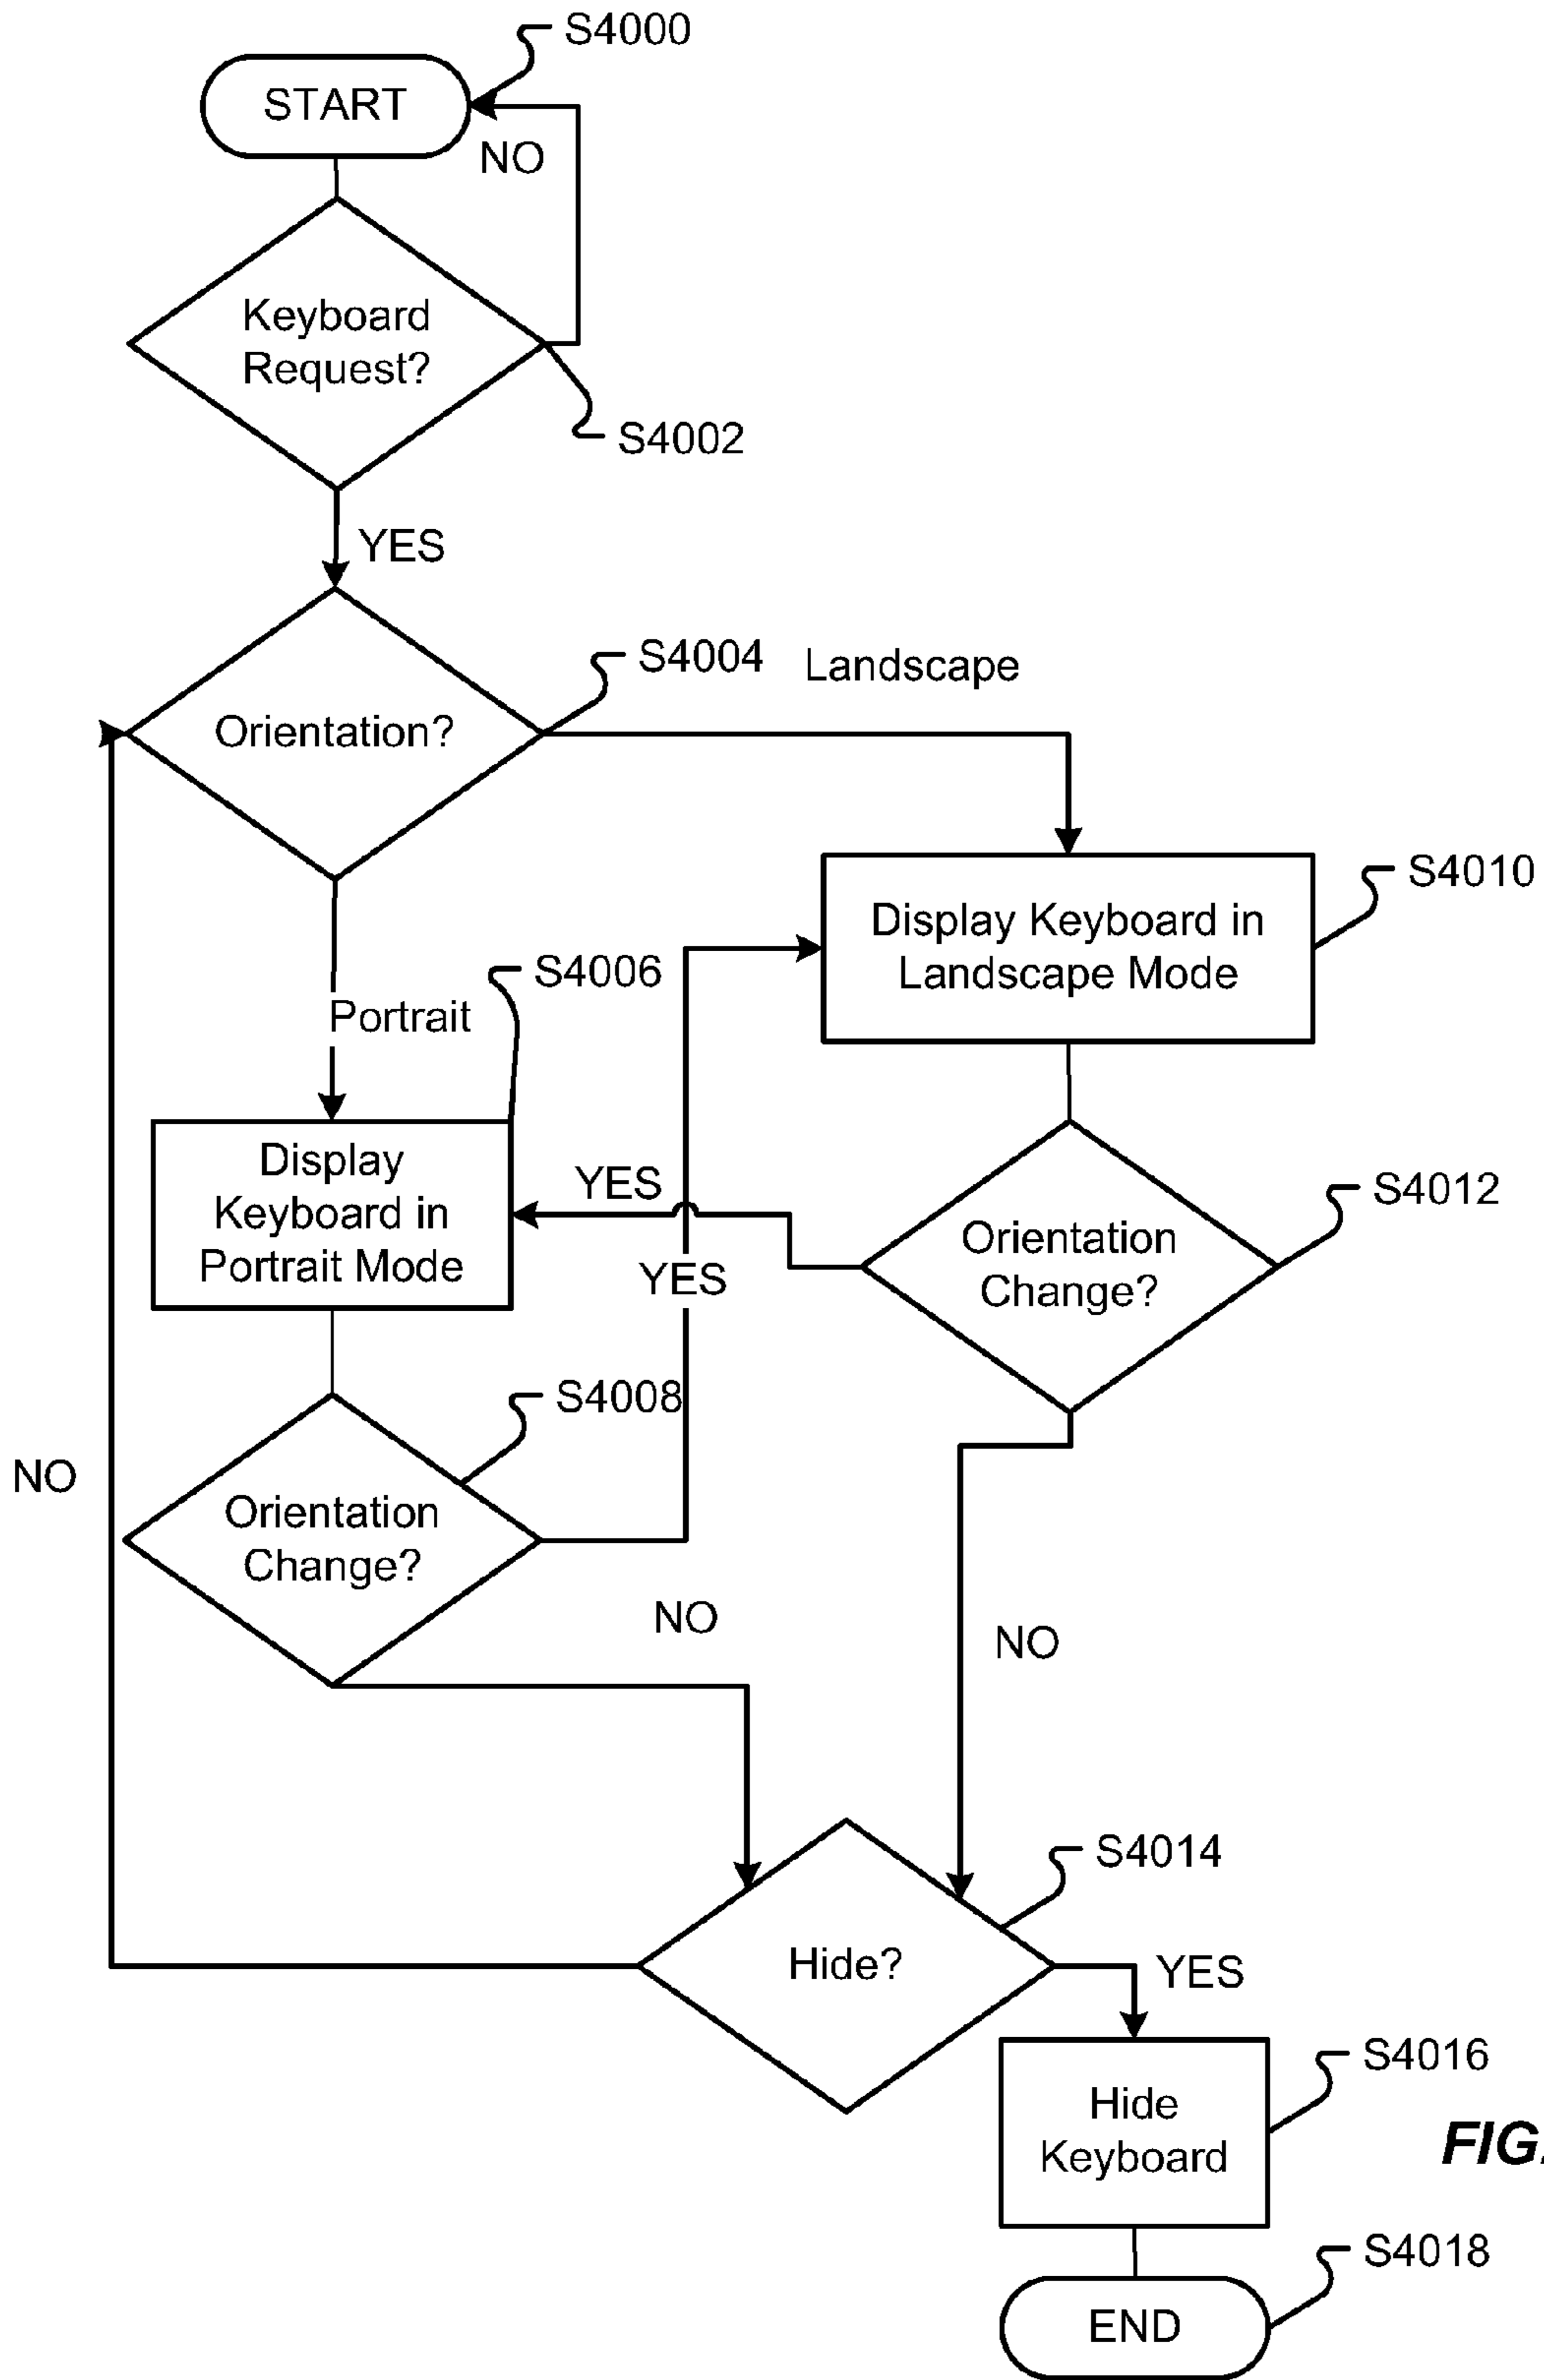 S4000
START
NO
Keyboard
Request?
S4002
YES
S4004
Landscape
Orientation?
S4010
Display Keyboard in
Landscape Mode
S4006
Portrait
Display
Keyboard in
Portrait Mode
YES
S4012
Orientation
Change?
YES
S4008
NO
Orientation
Change?
NO
NO
S4014
Hide?
YES
S4016
Hide
Keyboard
FIG.
S4018
END